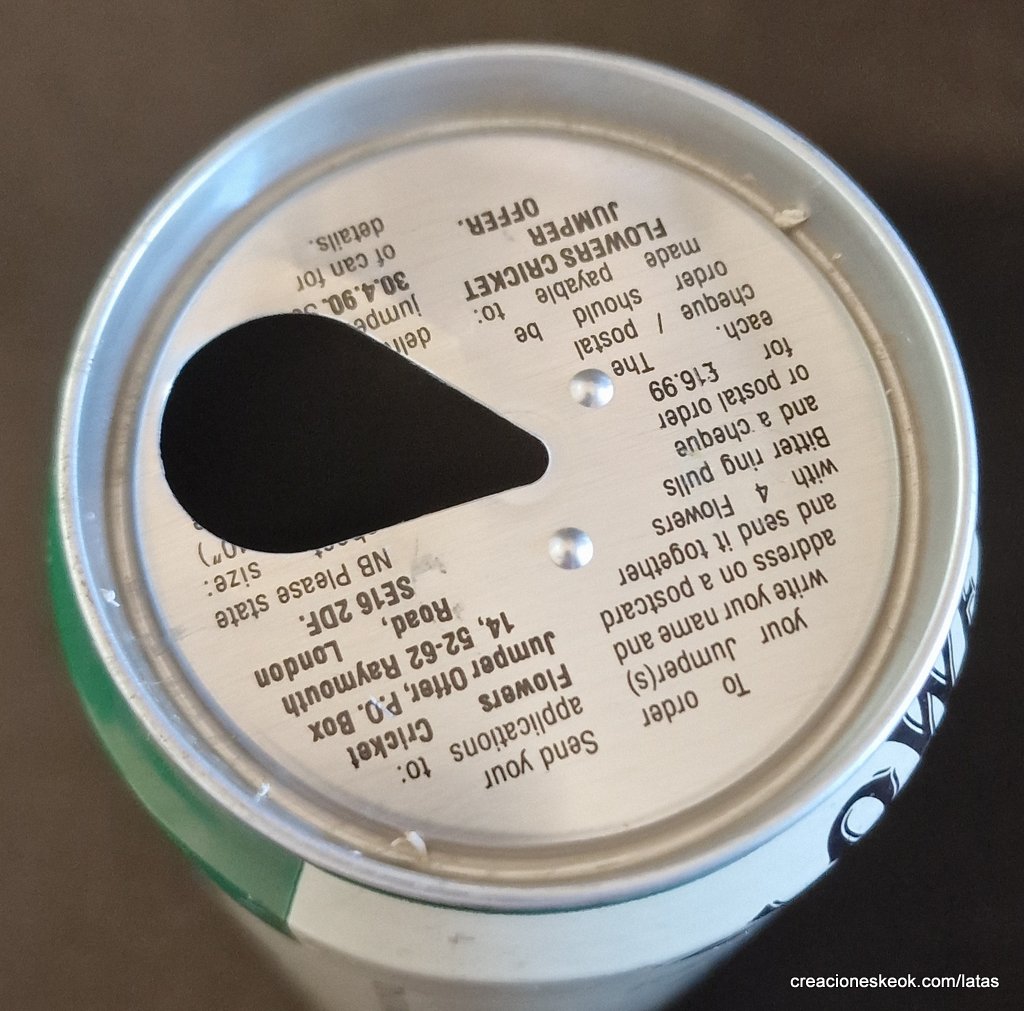 To order
your Jumper(s)
write your name and
address on a postcard
and send it together
with 4 Flowers
Bitter ring pulls
and a cheque
or postal order
for £16.99
each. The
cheque / postal
order should be
made payable to:
FLOWERS CRICKET
JUMPER
OFFER.
Send your
applications to:
Flowers Cricket
Jumper Offer, P.O. Box
14, 52-62 Raymouth
Road, London
SE16 2DF.
NB Please state
size:
30.4.90.
of can for
details.
creacioneskeok.com/latas